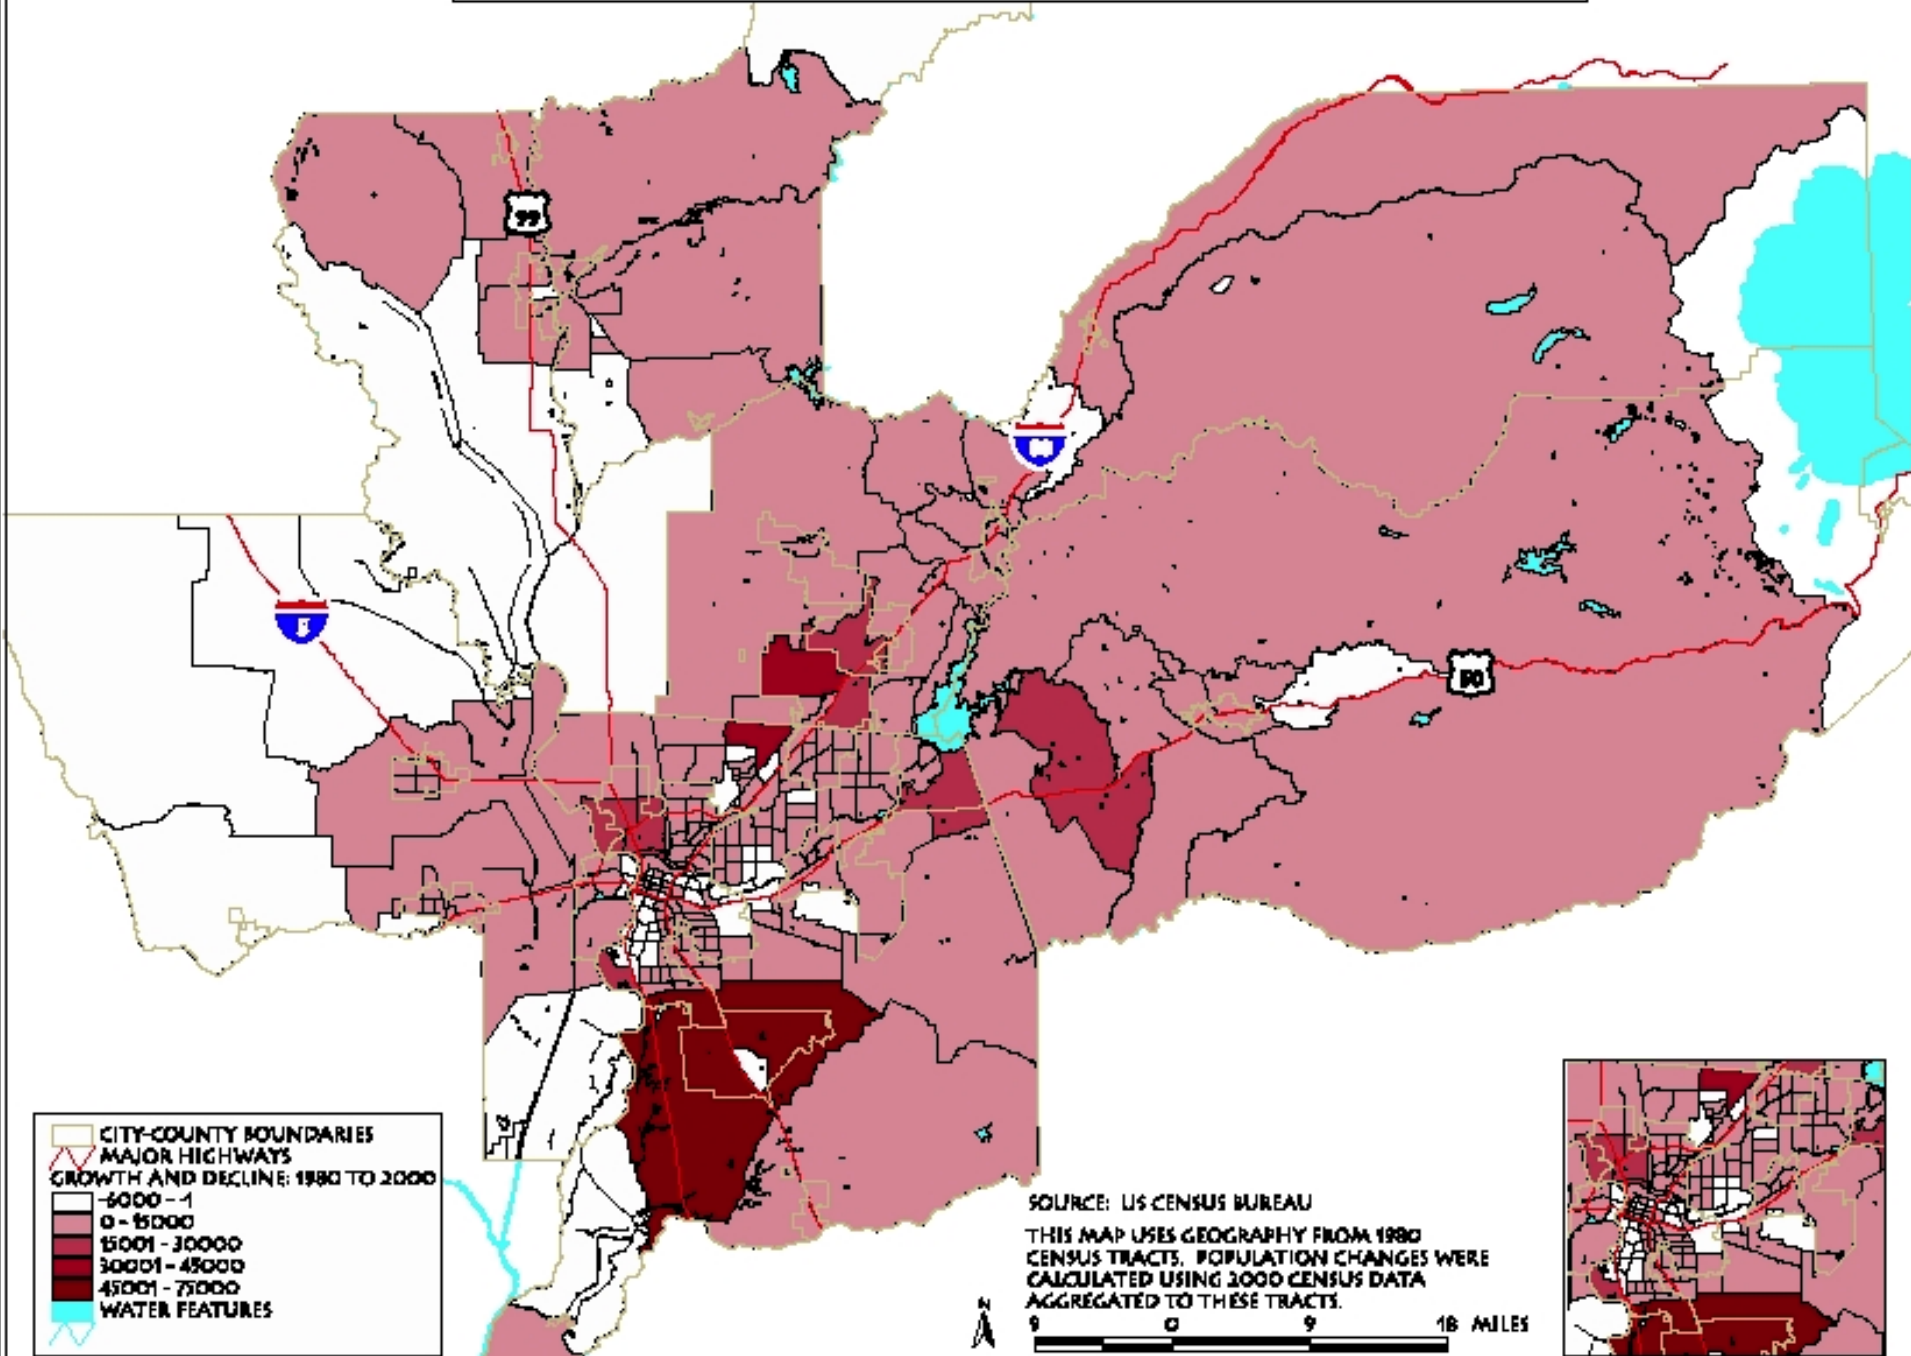 99
5
80
50
CITY-COUNTY BOUNDARIES
MAJOR HIGHWAYS
GROWTH AND DECLINE: 1980 TO 2000
-6000 - -1
0 - 15000
15001 - 30000
30001 - 45000
45001 - 75000
WATER FEATURES
SOURCE: US CENSUS BUREAU
THIS MAP USES GEOGRAPHY FROM 1980
CENSUS TRACTS. POPULATION CHANGES WERE
CALCULATED USING 2000 CENSUS DATA
AGGREGATED TO THESE TRACTS.
N
9 0 9 18 MILES